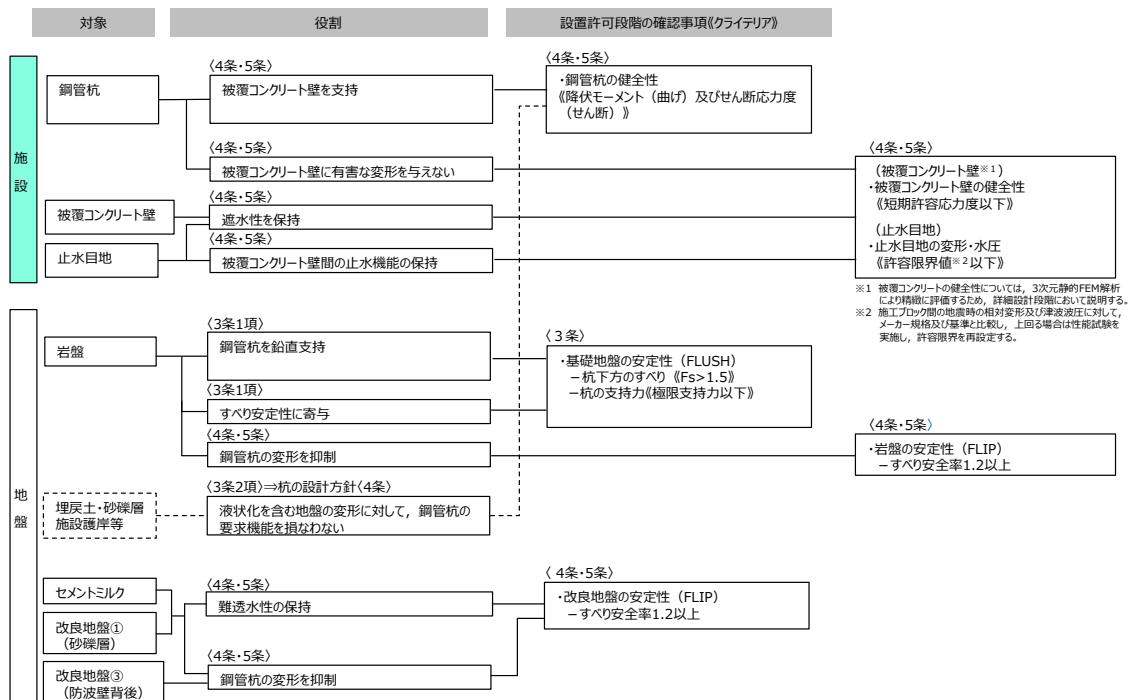 対象
役割
設置許可段階の確認事項《クライテリア》
施
設
鋼管杭
〈4条・5条〉
被覆コンクリート壁を支持
〈4条・5条〉
・鋼管杭の健全性
《降伏モーメント（曲げ）及びせん断応力度
（せん断）》
〈4条・5条〉
被覆コンクリート壁に有害な変形を与えない
被覆コンクリート壁
〈4条・5条〉
遮水性を保持
止水目地
〈4条・5条〉
被覆コンクリート壁間の止水機能の保持
〈4条・5条〉
（被覆コンクリート壁※1）
・被覆コンクリート壁の健全性
《短期許容応力度以下》
（止水目地）
・止水目地の変形・水圧
《許容限界値※2以下》
※1 被覆コンクリートの健全性については，3次元静的FEM解析
により精緻に評価するため，詳細設計段階において説明する。
※2 施工ブロック間の地震時の相対変形及び津波波圧に対して，
メーカー規格及び基準と比較し，上回る場合は性能試験を
実施し，許容限界を再設定する。
地
盤
岩盤
〈3条1項〉
鋼管杭を鉛直支持
〈3条〉
・基礎地盤の安定性（FLUSH）
－杭下方のすべり《Fs>1.5》
－杭の支持力《極限支持力以下》
〈3条1項〉
すべり安定性に寄与
〈4条・5条〉
鋼管杭の変形を抑制
〈4条・5条〉
・岩盤の安定性（FLIP）
－すべり安全率1.2以上
埋戻土・砂礫層
施設護岸等
〈3条2項〉⇒杭の設計方針〈4条〉
液状化を含む地盤の変形に対して，鋼管杭の
要求機能を損なわない
セメントミルク
改良地盤①
（砂礫層）
〈4条・5条〉
難透水性の保持
〈 4条・5条〉
・改良地盤の安定性（FLIP）
－すべり安全率1.2以上
改良地盤③
（防波壁背後）
〈4条・5条〉
鋼管杭の変形を抑制